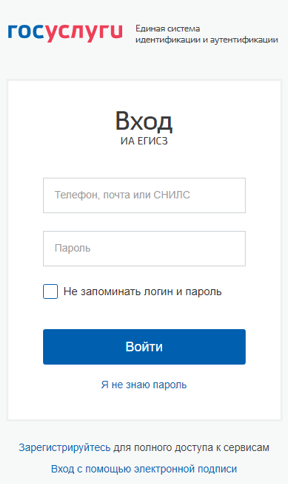 госуслуги
Единая система
идентификации и аутентификации
Вход
ИА ЕГИСЗ
Телефон, почта или СНИЛС
Пароль
Не запоминать логин и пароль
Войти
Я не знаю пароль
Зарегистрируйтесь для полного доступа к сервисам
Вход с помощью электронной подписи